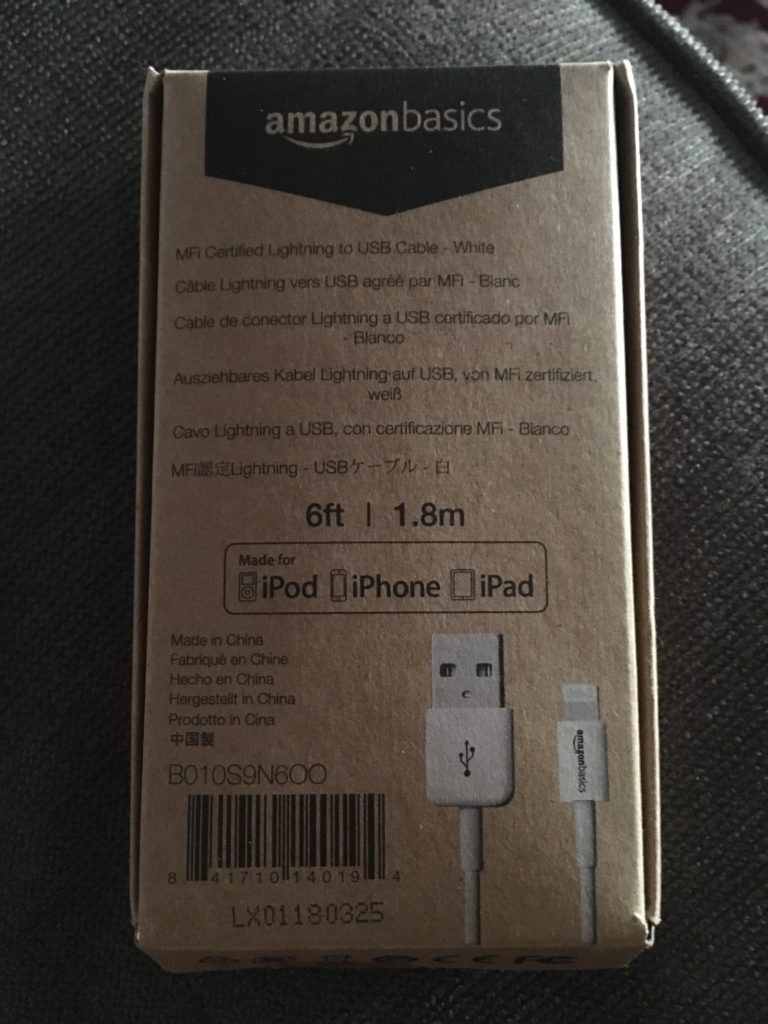 amazonbasics
MFi Certified Lightning to USB Cable - White
Câble Lightning vers USB agréé par MFi - Blanc
Cable de conector Lightning a USB certificado por MFi
- Blanco
Ausziehbares Kabel Lightning auf USB, von MFi zertifiziert,
weiß
Cavo Lightning a USB, con certificazione MFi - Bianco
MFi認定Lightning - USBケーブル - 白
6ft | 1.8m
Made for
iPod iPhone iPad
Made in China
Fabriqué en Chine
Hecho en China
Hergestellt in China
Prodotto in Cina
中国製
amazonbasics
B010S9N6OO
8 41710 14019 4
LX01180325